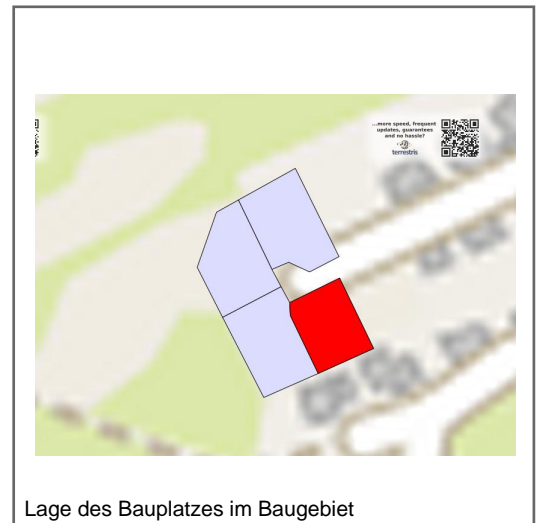 ...more speed, frequent
updates, guarantees
and no hassle?
terrestris
Lage des Bauplatzes im Baugebiet